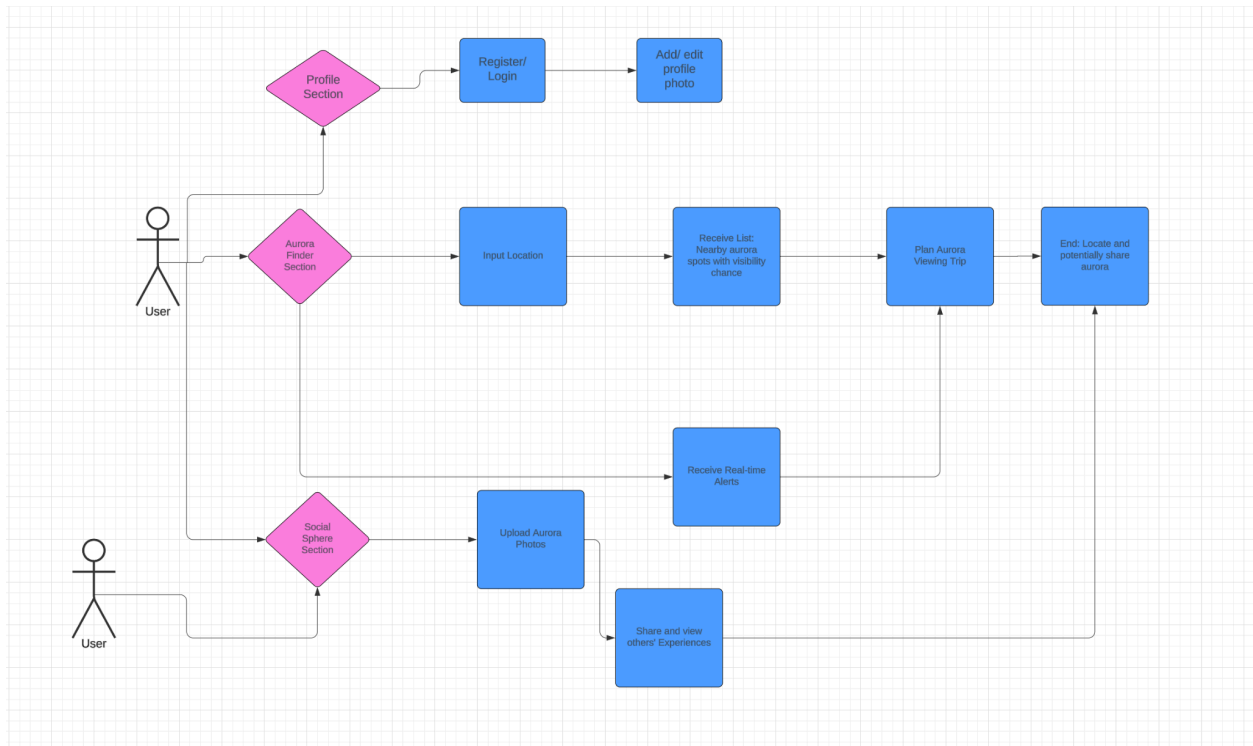 Profile
Section
Register/
Login
Add/ edit
profile
photo
User
Aurora
Finder
Section
Input Location
Receive List:
Nearby aurora
spots with visibility
chance
Plan Aurora
Viewing Trip
End: Locate and
potentially share
aurora
Receive Real-time
Alerts
User
Social
Sphere
Section
Upload Aurora
Photos
Share and view
others' Experiences